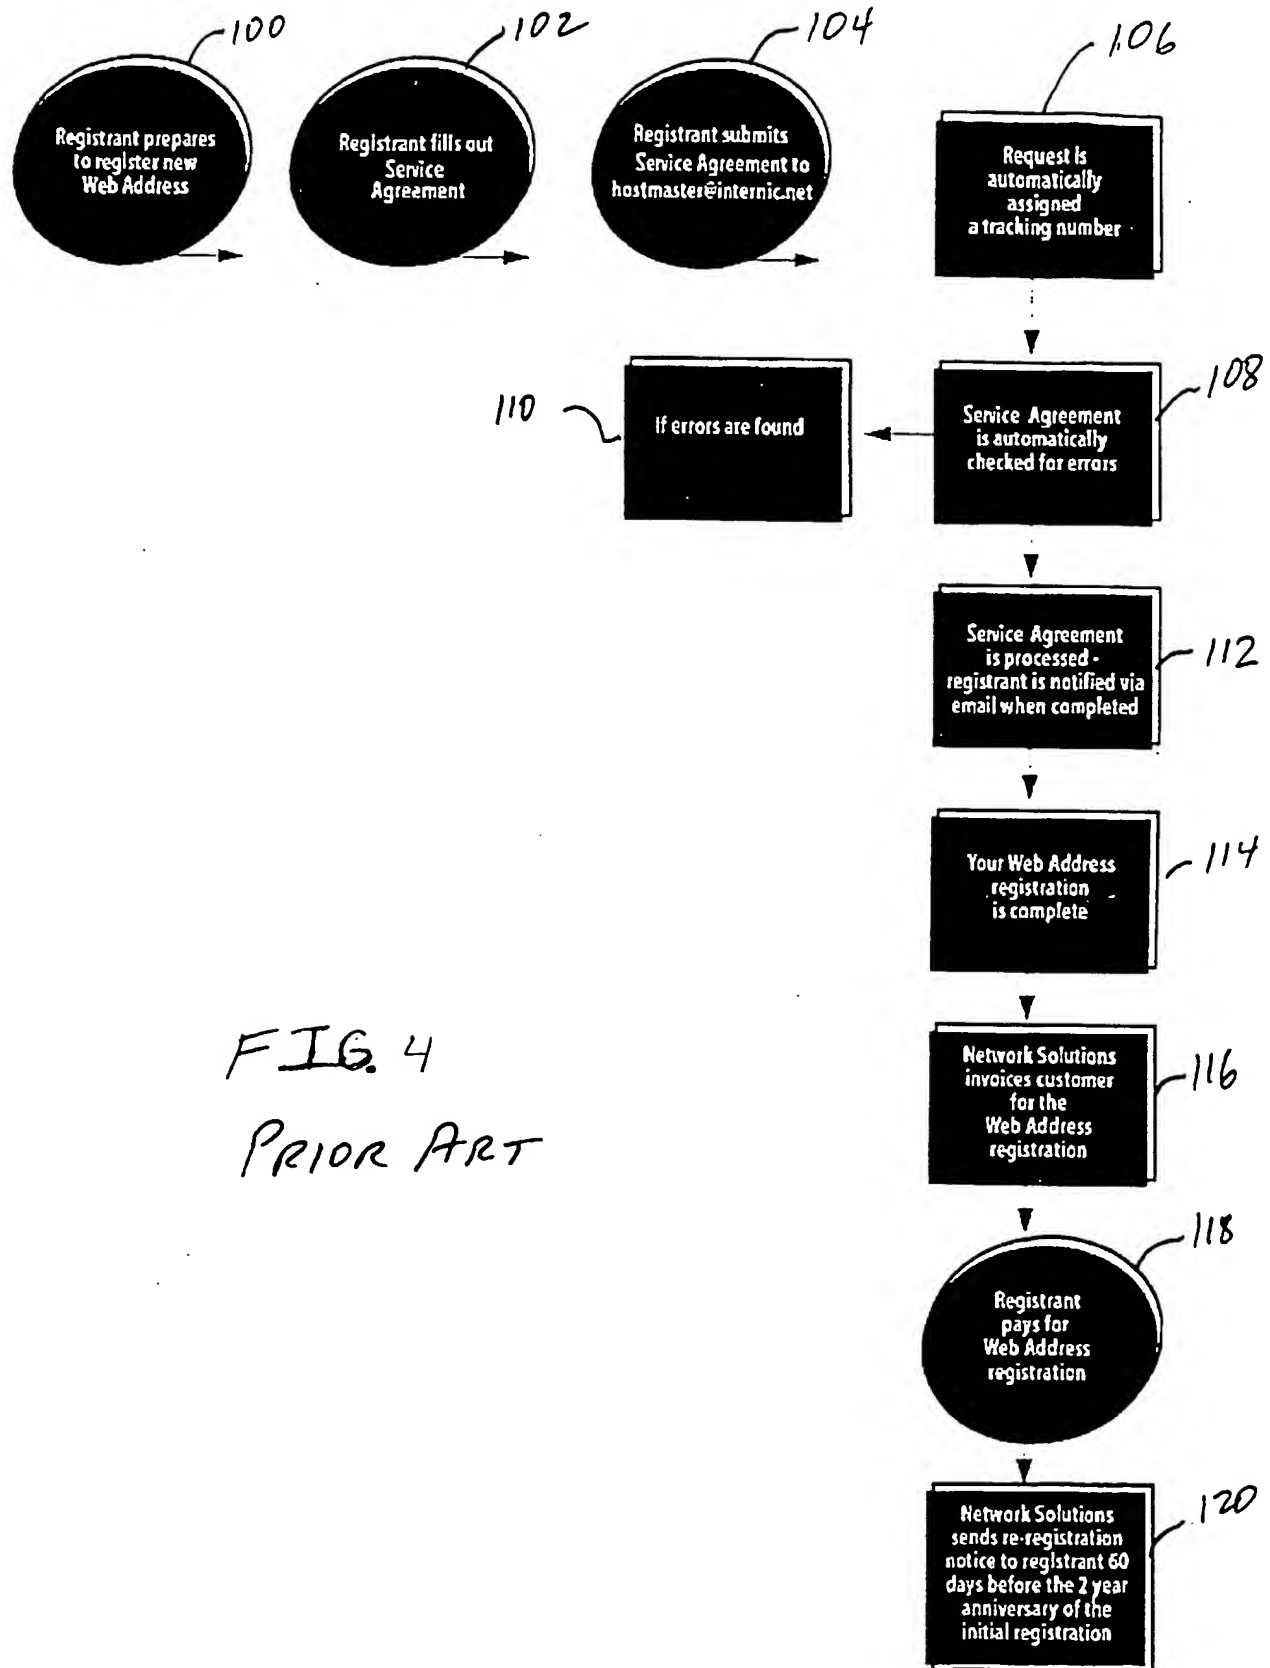 100
102
104
106
Registrant prepares
to register new
Web Address
Registrant fills out
Service
Agreement
Registrant submits
Service Agreement to
hostmaster@internic.net
Request is
automatically
assigned
a tracking number
110
If errors are found
108
Service Agreement
is automatically
checked for errors
Service Agreement
is processed -
registrant is notified via
email when completed
112
Your Web Address
registration
is complete
114
FIG. 4
PRIOR ART
Network Solutions
invoices customer
for the
Web Address
registration
116
118
Registrant
pays for
Web Address
registration
120
Network Solutions
sends re-registration
notice to registrant 60
days before the 2 year
anniversary of the
initial registration